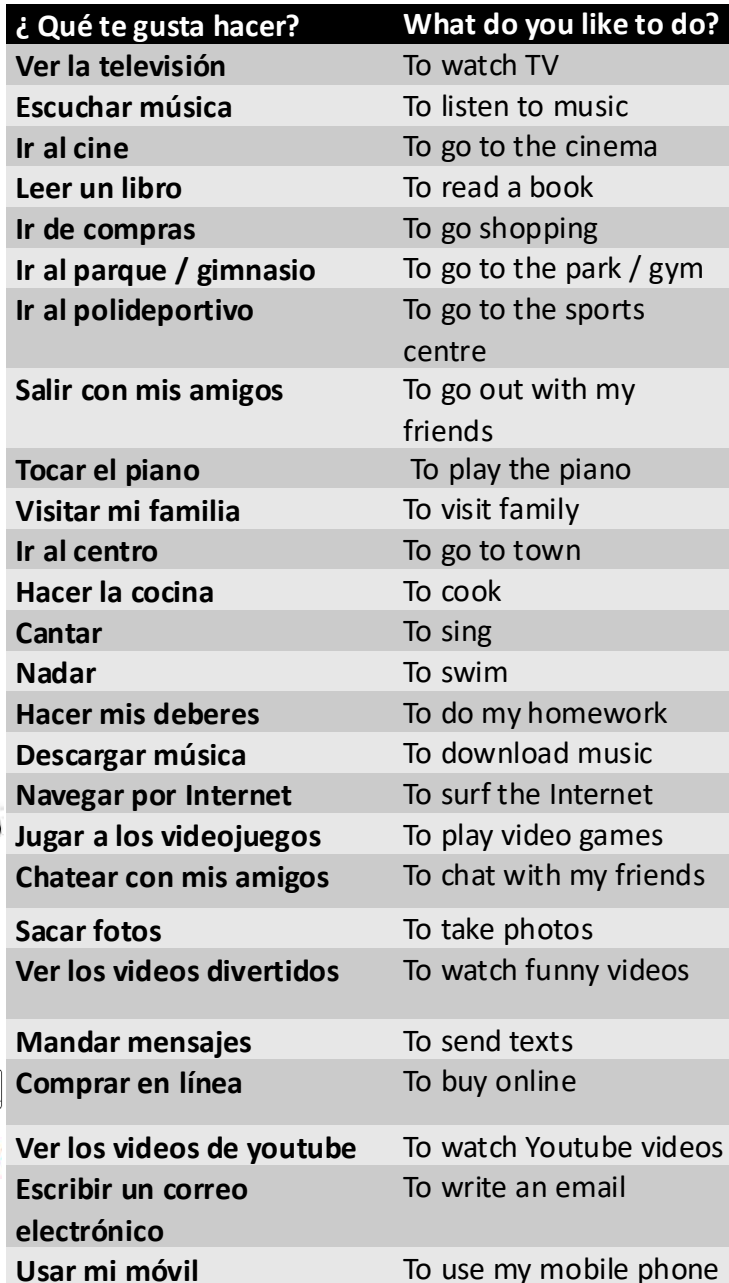 ¿ Qué te gusta hacer? What do you like to do?
Ver la televisión To watch TV
Escuchar música To listen to music
Ir al cine To go to the cinema
Leer un libro To read a book
Ir de compras To go shopping
Ir al parque / gimnasio To go to the park / gym
Ir al polideportivo To go to the sports
centre
Salir con mis amigos To go out with my
friends
Tocar el piano To play the piano
Visitar mi familia To visit family
Ir al centro To go to town
Hacer la cocina To cook
Cantar To sing
Nadar To swim
Hacer mis deberes To do my homework
Descargar música To download music
Navegar por Internet To surf the Internet
Jugar a los videojuegos To play video games
Chatear con mis amigos To chat with my friends
Sacar fotos To take photos
Ver los videos divertidos To watch funny videos
Mandar mensajes To send texts
Comprar en línea To buy online
Ver los videos de youtube To watch Youtube videos
Escribir un correo To write an email
electrónico
Usar mi móvil To use my mobile phone